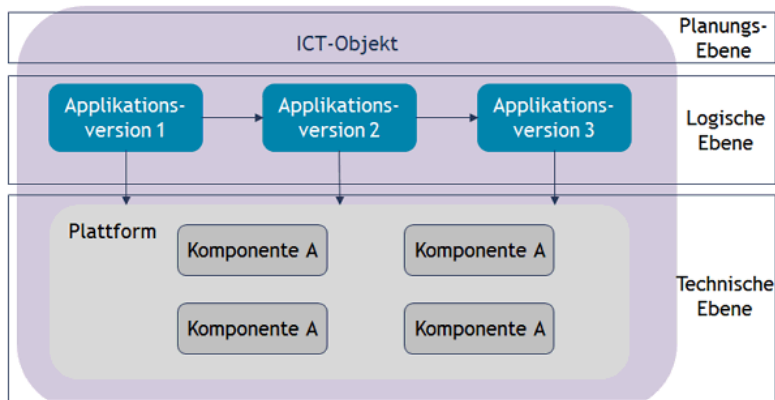 ICT-Objekt
Planungs-
Ebene
Applikations-
version 1
Applikations-
version 2
Applikations-
version 3
Logische
Ebene
Plattform
Komponente A
Komponente A
Komponente A
Komponente A
Technische
Ebene